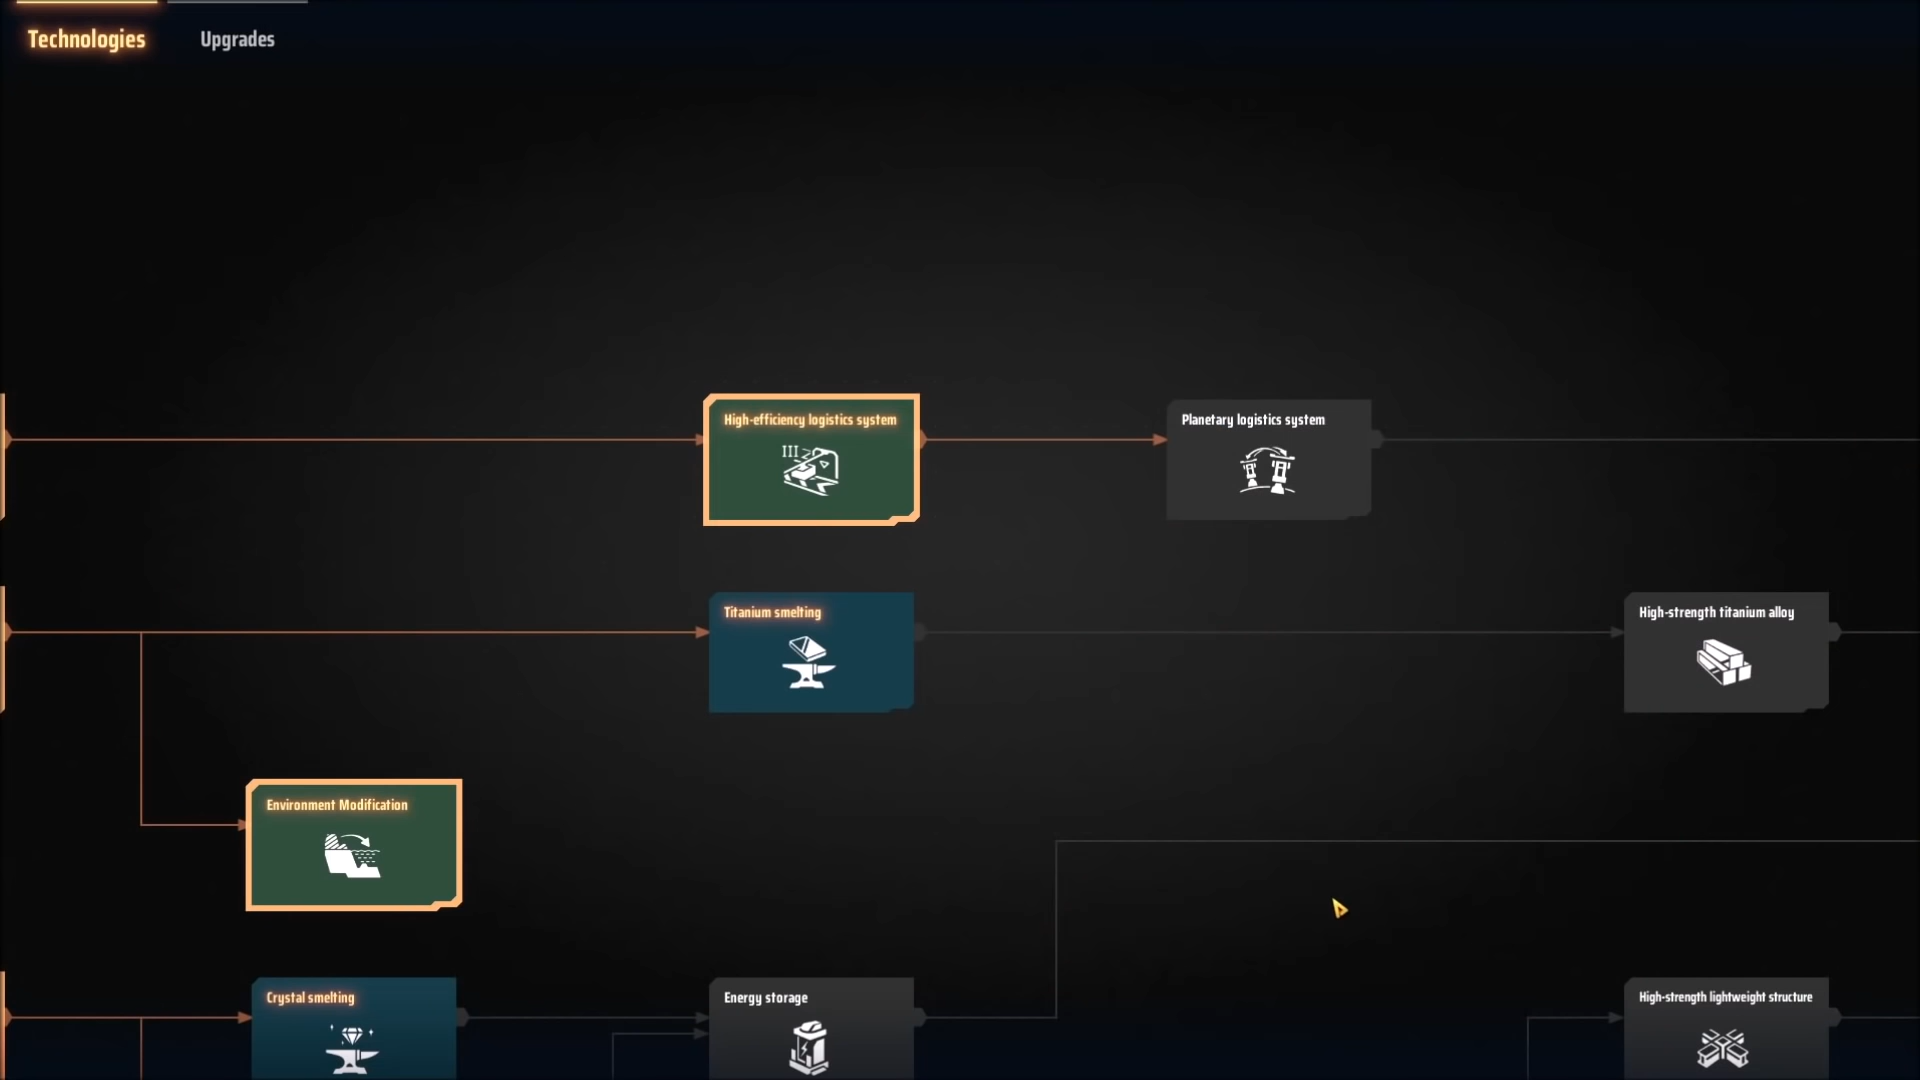 Technologies
Upgrades
High-efficiency logistics system
III
Planetary logistics system
Titanium smelting
High-strength titanium alloy
Environment Modification
Crystal smelting
Energy storage
High-strength lightweight structure